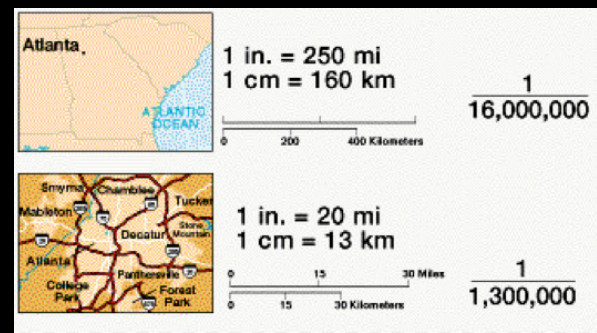 Atlanta
ATLANTIC
OCEAN
1 in. = 250 mi
1 cm = 160 km
0 200 400 Kilometers
1
16,000,000
Smyrna Chamblee
Mableton Tucker
Stone
Decatur Mountain
Atlanta
Panthersville
College
Park Forest
Park
1 in. = 20 mi
1 cm = 13 km
0 15 30 Miles
0 15 30 Kilometers
1
1,300,000